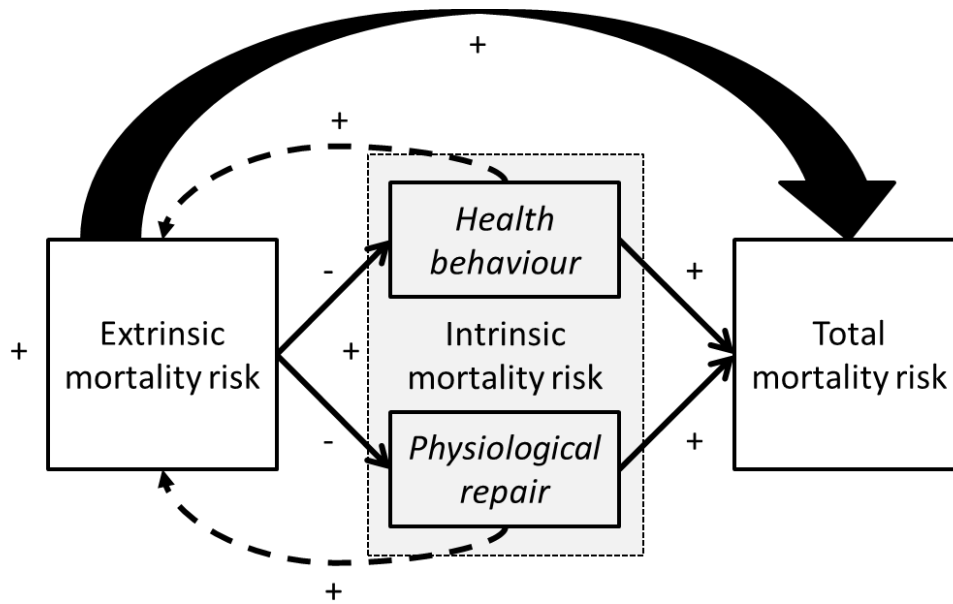 +
+
Health
behaviour
-
+
Extrinsic
mortality risk
+
+
Intrinsic
mortality risk
Total
mortality risk
-
+
Physiological
repair
+